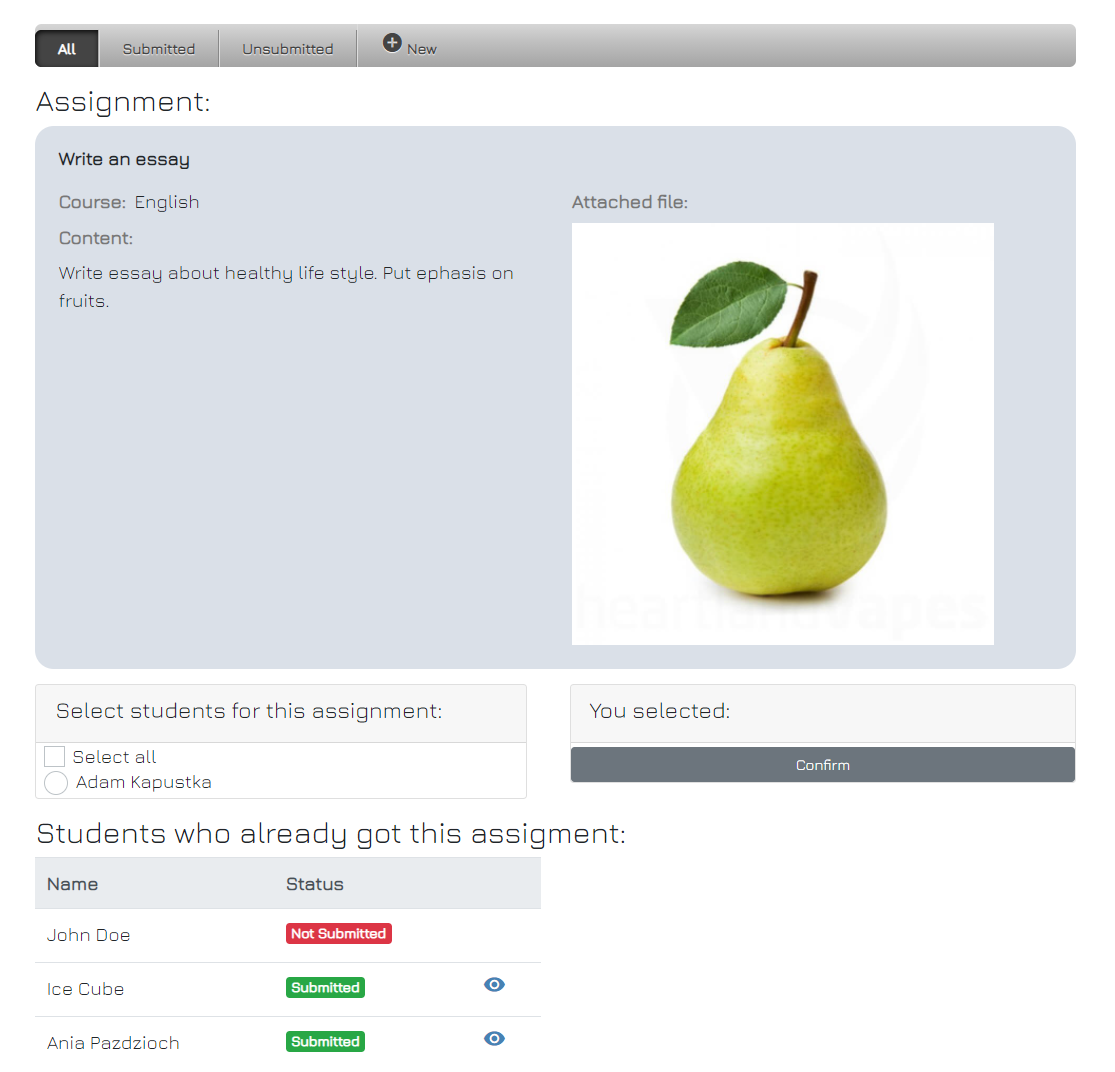 All Submitted Unsubmitted New
Assignment:
Write an essay
Course: English
Attached file:
Content:
Write essay about healthy life style. Put ephasis on
fruits.
heartlandvapes
Select students for this assignment:
You selected:
Select all
Confirm
Adam Kapustka
Students who already got this assigment:
Name Status
John Doe Not Submitted
Ice Cube Submitted
Ania Pazdzioch Submitted